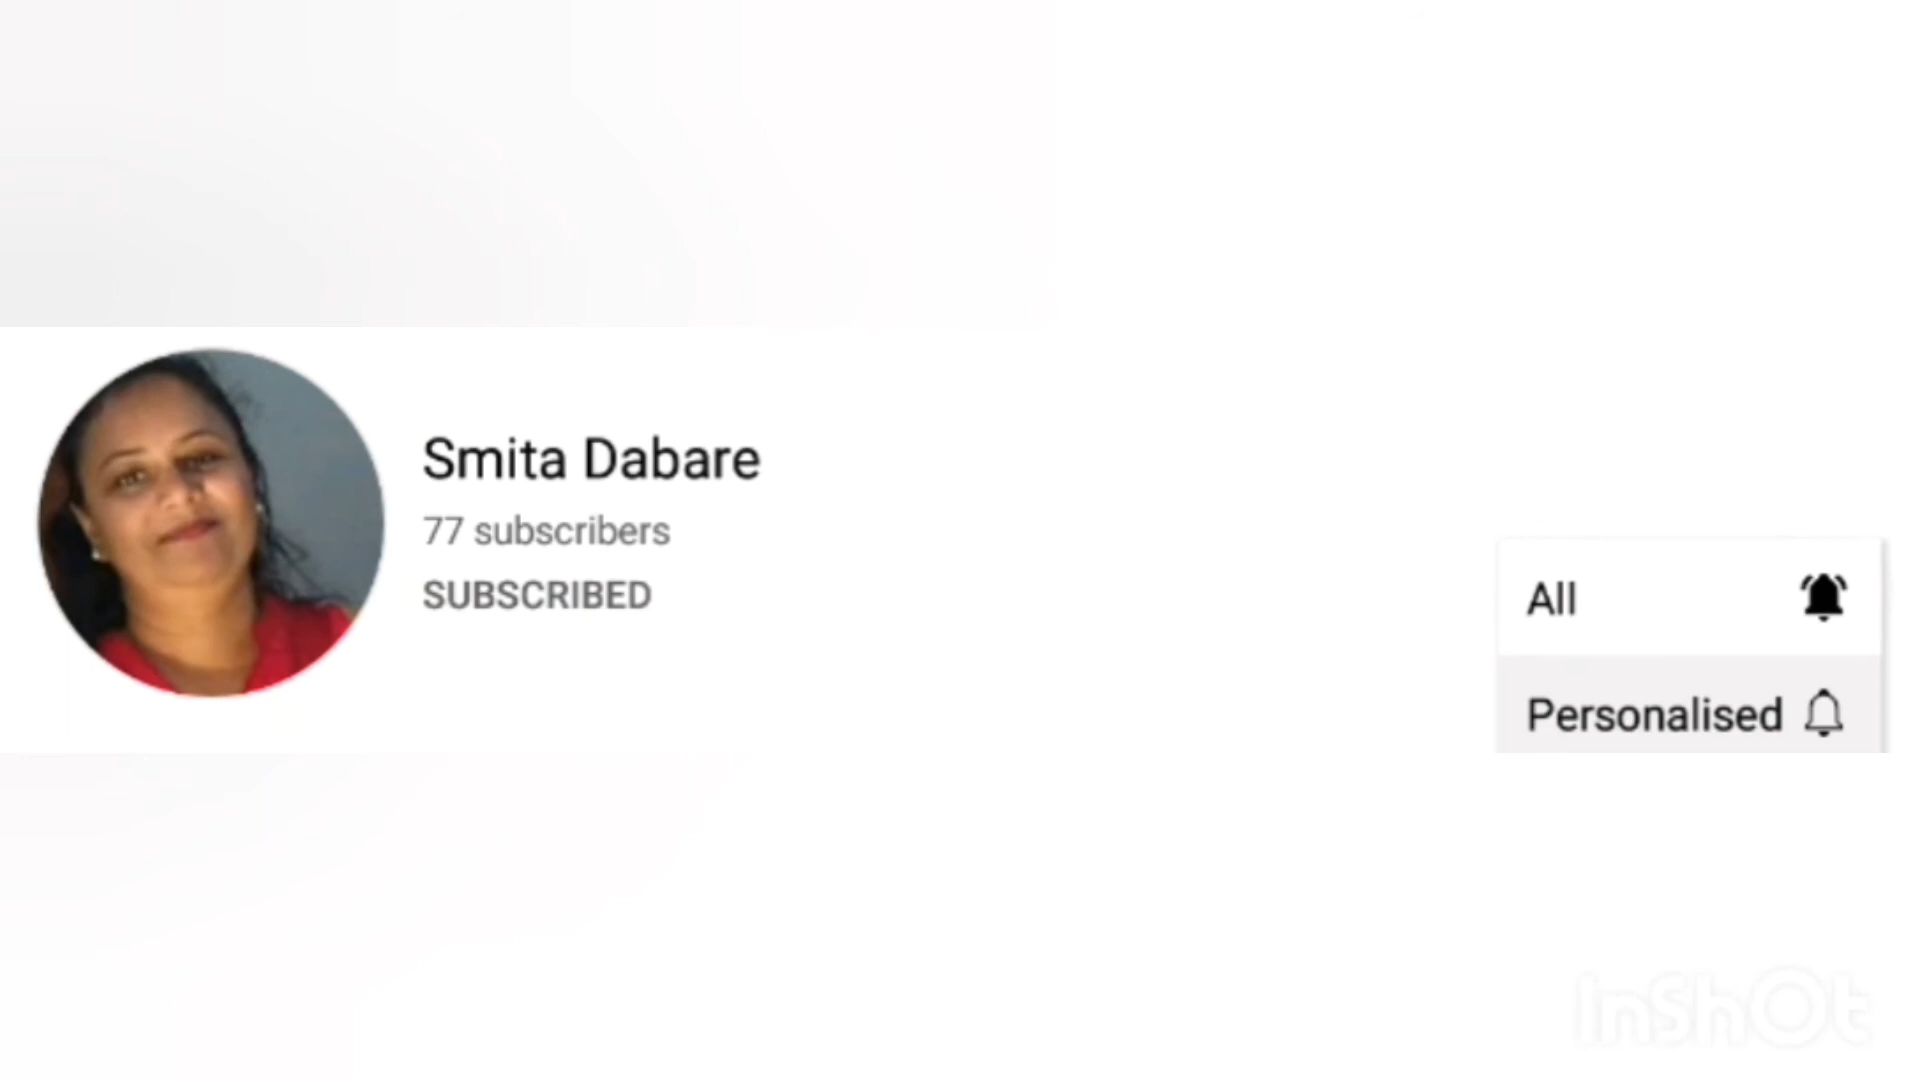 Smita Dabare
77 subscribers
SUBSCRIBED
All
Personalised
InShOt